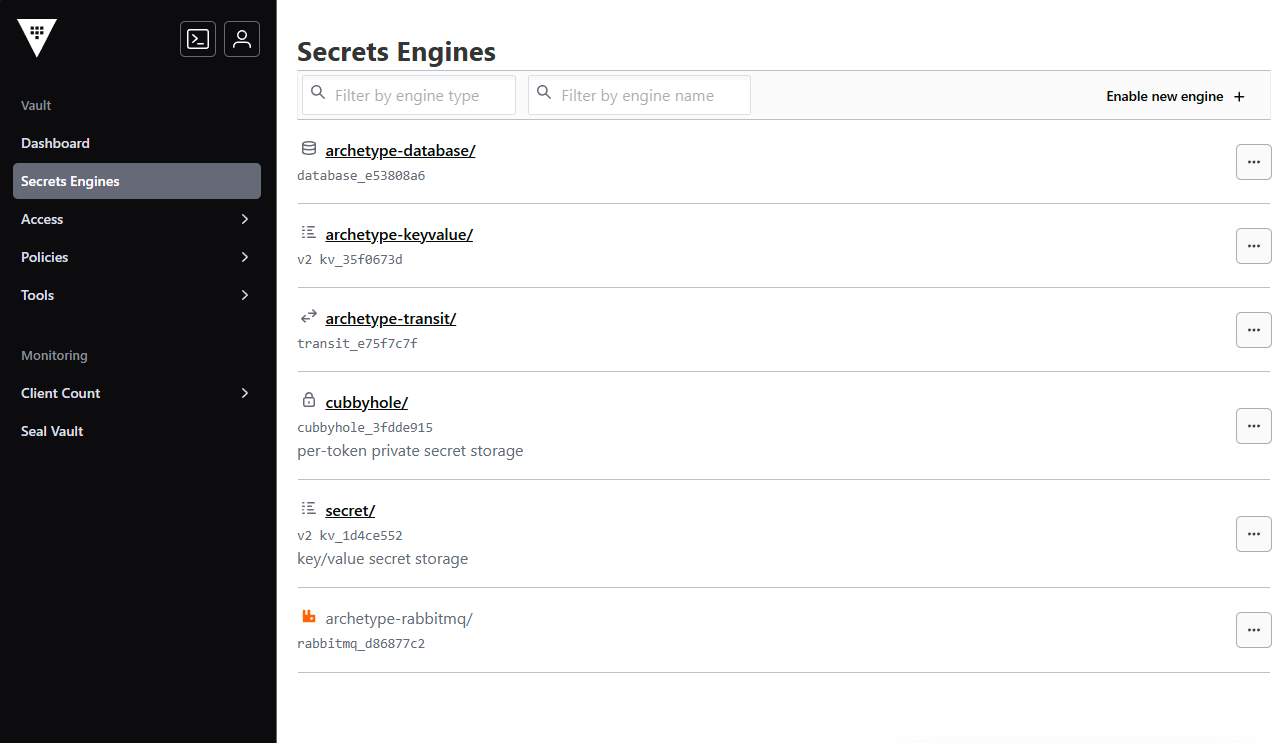 Vault
Dashboard
Secrets Engines
Access
Policies
Tools
Monitoring
Client Count
Seal Vault
Secrets Engines
Filter by engine type
Filter by engine name
Enable new engine +
archetype-database/
database_e53808a6
archetype-keyvalue/
v2 kv_35f0673d
archetype-transit/
transit_e75f7c7f
cubbyhole/
cubbyhole_3fdde915
per-token private secret storage
secret/
v2 kv_1d4ce552
key/value secret storage
archetype-rabbitmq/
rabbitmq_d86877c2